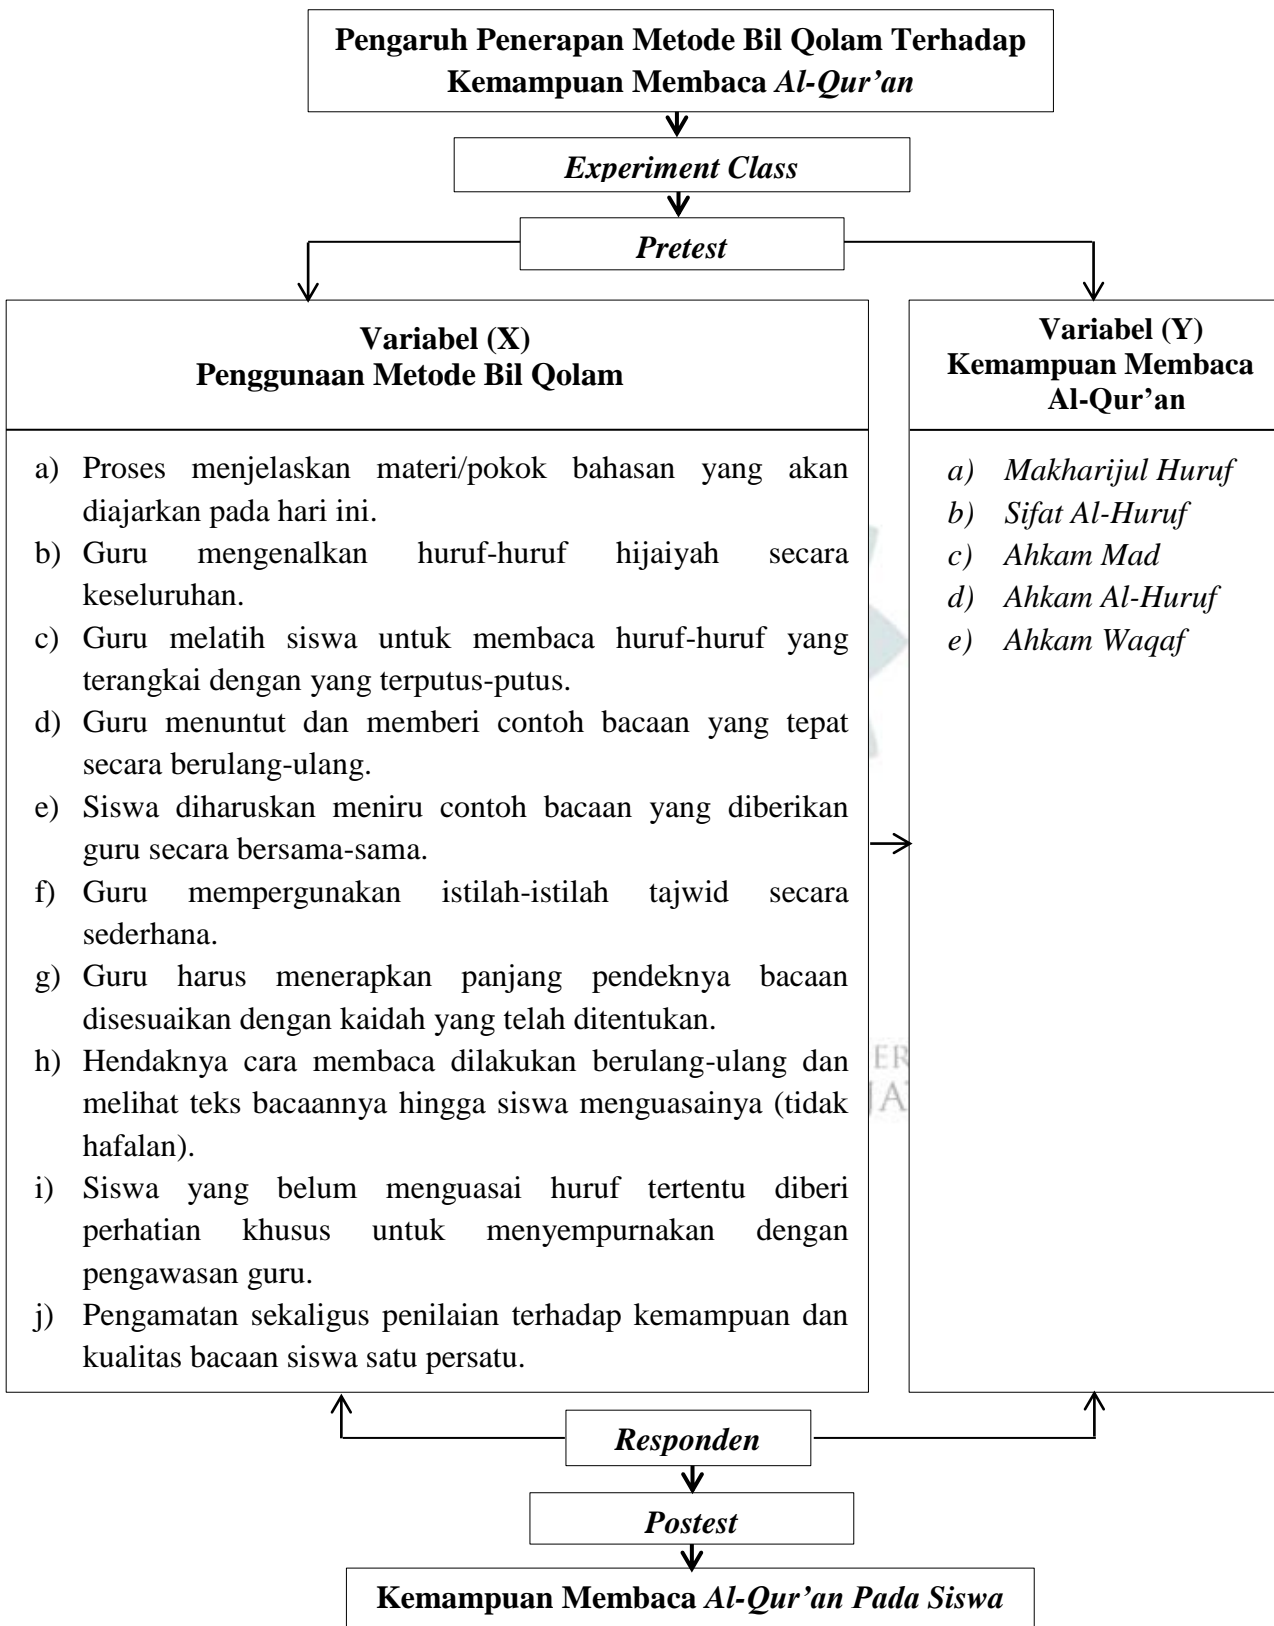 Pengaruh Penerapan Metode Bil Qolam Terhadap
Kemampuan Membaca Al-Qur’an
Experiment Class
Pretest
Variabel (X)
Penggunaan Metode Bil Qolam
a) Proses menjelaskan materi/pokok bahasan yang akan
diajarkan pada hari ini.
b) Guru mengenalkan huruf-huruf hijaiyah secara
keseluruhan.
c) Guru melatih siswa untuk membaca huruf-huruf yang
terangkai dengan yang terputus-putus.
d) Guru menuntut dan memberi contoh bacaan yang tepat
secara berulang-ulang.
e) Siswa diharuskan meniru contoh bacaan yang diberikan
guru secara bersama-sama.
f) Guru mempergunakan istilah-istilah tajwid secara
sederhana.
g) Guru harus menerapkan panjang pendeknya bacaan
disesuaikan dengan kaidah yang telah ditentukan.
h) Hendaknya cara membaca dilakukan berulang-ulang dan
melihat teks bacaannya hingga siswa menguasainya (tidak
hafalan).
i) Siswa yang belum menguasai huruf tertentu diberi
perhatian khusus untuk menyempurnakan dengan
pengawasan guru.
j) Pengamatan sekaligus penilaian terhadap kemampuan dan
kualitas bacaan siswa satu persatu.
Variabel (Y)
Kemampuan Membaca
Al-Qur’an
a) Makharijul Huruf
b) Sifat Al-Huruf
c) Ahkam Mad
d) Ahkam Al-Huruf
e) Ahkam Waqaf
Responden
Postest
Kemampuan Membaca Al-Qur’an Pada Siswa